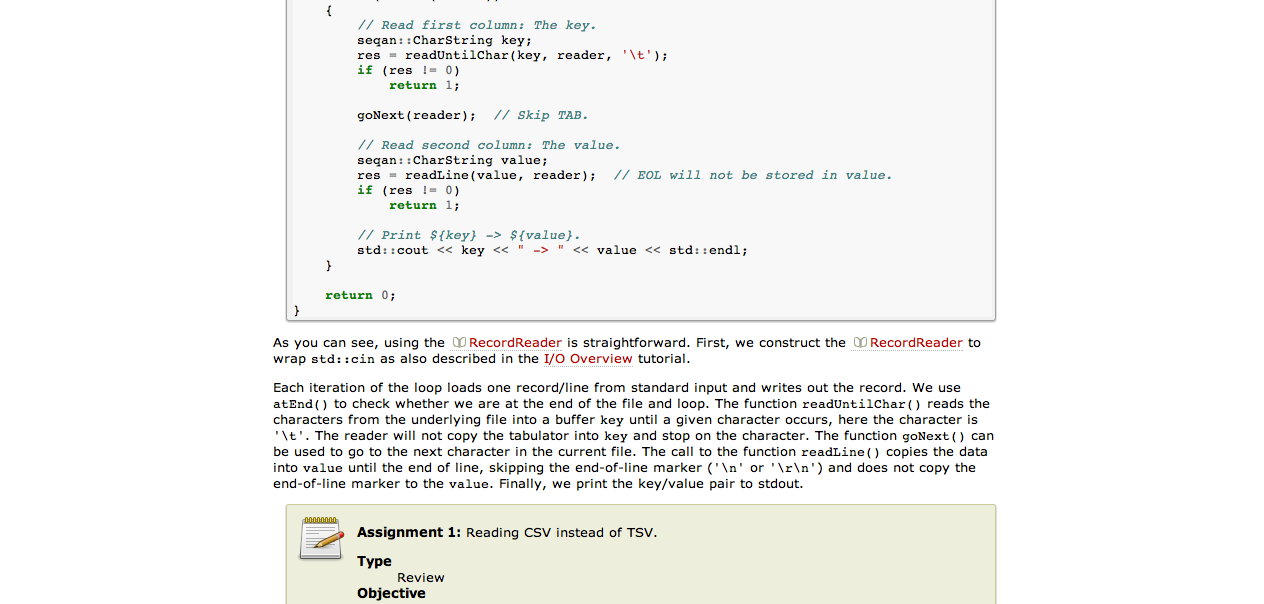 {
// Read first column: The key.
seqan::CharString key;
res = readUntilChar(key, reader, '\t');
if (res != 0)
return 1;
goNext(reader);  // Skip TAB.
// Read second column: The value.
seqan::CharString value;
res = readLine(value, reader);  // EOL will not be stored in value.
if (res != 0)
return 1;
// Print ${key} -> ${value}.
std::cout << key << " -> " << value << std::endl;
}
return 0;
}
As you can see, using the RecordReader is straightforward. First, we construct the RecordReader to
wrap std::cin as also described in the I/O Overview tutorial.
Each iteration of the loop loads one record/line from standard input and writes out the record. We use
atEnd() to check whether we are at the end of the file and loop. The function readUntilChar() reads the
characters from the underlying file into a buffer key until a given character occurs, here the character is
'\t'. The reader will not copy the tabulator into key and stop on the character. The function goNext() can
be used to go to the next character in the current file. The call to the function readLine() copies the data
into value until the end of line, skipping the end-of-line marker ('\n' or '\r\n') and does not copy the
end-of-line marker to the value. Finally, we print the key/value pair to stdout.
Assignment 1: Reading CSV instead of TSV.
Type
Review
Objective